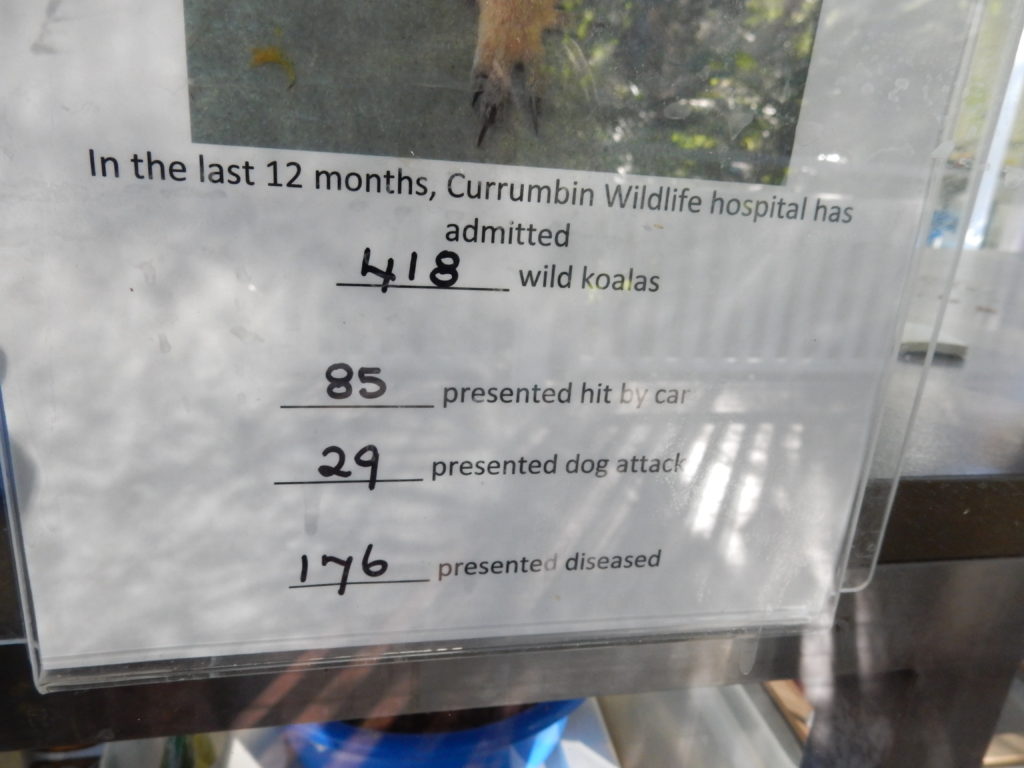 In the last 12 months, Currumbin Wildlife hospital has
admitted
418 wild koalas
85 presented hit by car
29 presented dog attack
176 presented diseased